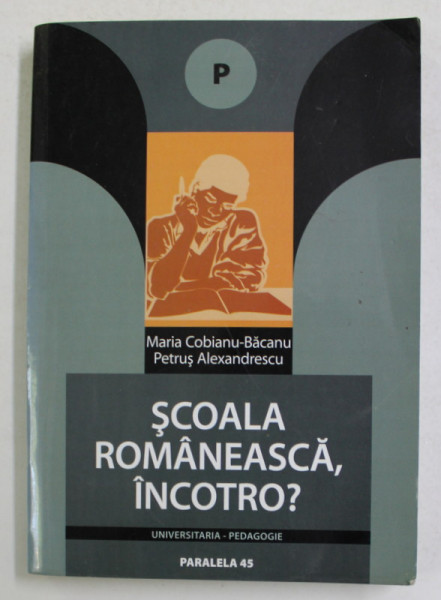 P
Maria Cobianu-Băcanu
Petruş Alexandrescu
ŞCOALA
ROMÂNEASCĂ,
ÎNCOTRO?
UNIVERSITARIA - PEDAGOGIE
PARALELA 45